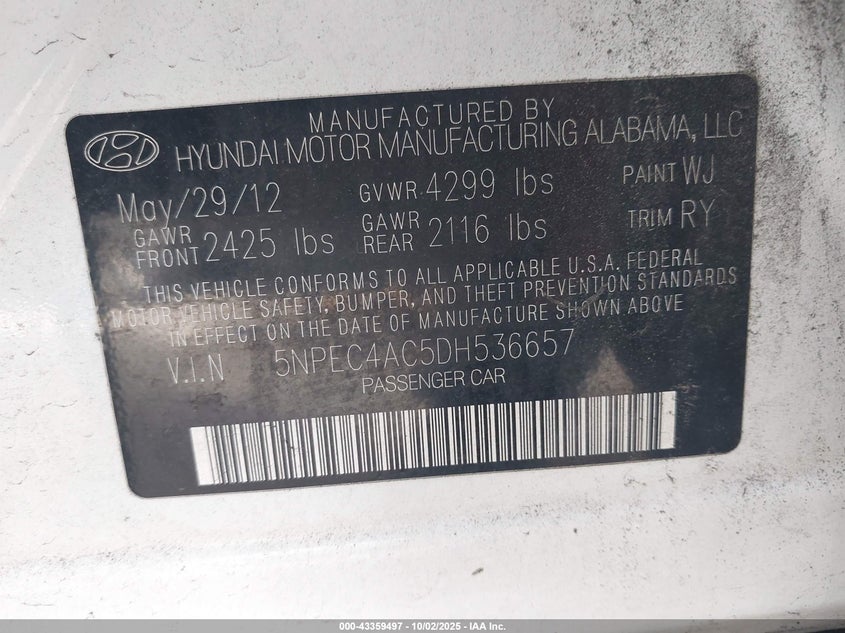 MANUFACTURED BY
HYUNDAI MOTOR MANUFACTURING ALABAMA, LLC
May/29/12 GVWR 4299 lbs PAINT WJ
GAWR FRONT 2425 lbs GAWR REAR 2116 lbs TRIM RY
THIS VEHICLE CONFORMS TO ALL APPLICABLE U.S.A. FEDERAL
MOTOR VEHICLE SAFETY, BUMPER, AND THEFT PREVENTION STANDARDS
IN EFFECT ON THE DATE OF MANUFACTURE SHOWN ABOVE
V.I.N 5NPEC4AC5DH536657
PASSENGER CAR
000-43359497 - 10/02/2025 - IAA Inc.